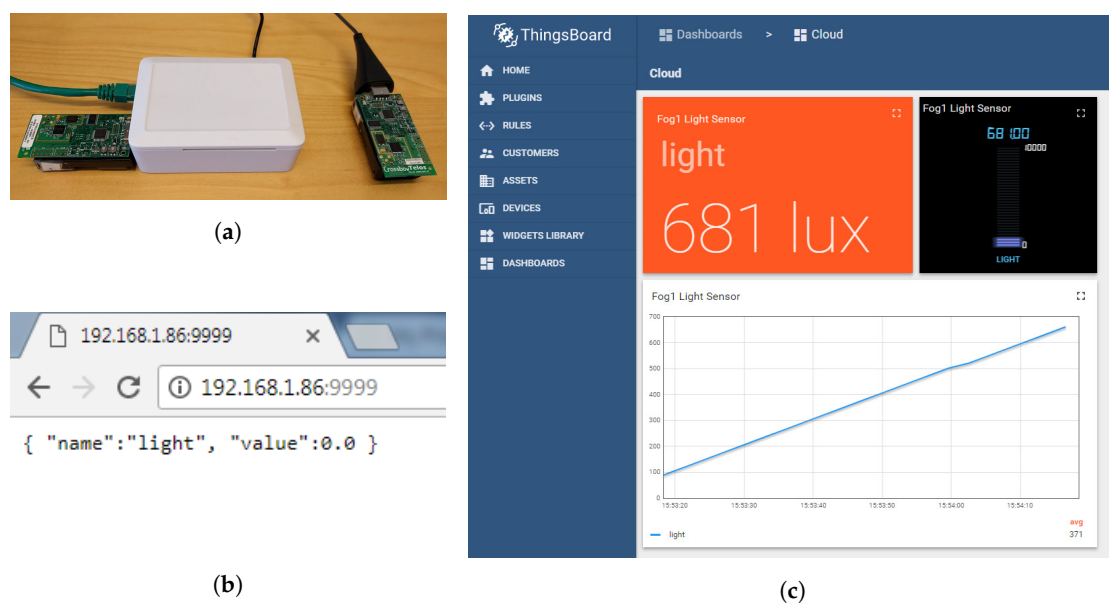 CrossbowTelos
(a)
192.168.1.86:9999
192.168.1.86:9999
{ "name":"light", "value":0.0 }
(b)
ThingsBoard
Dashboards > Cloud
HOME
PLUGINS
RULES
CUSTOMERS
ASSETS
DEVICES
WIDGETS LIBRARY
DASHBOARDS
Cloud
Fog1 Light Sensor
light
681 lux
Fog1 Light Sensor
681.00
10000
0
LIGHT
Fog1 Light Sensor
700
600
500
400
300
200
100
0
15:53:20 15:53:30 15:53:40 15:53:50 15:54:00 15:54:10
avg
light 371
(c)